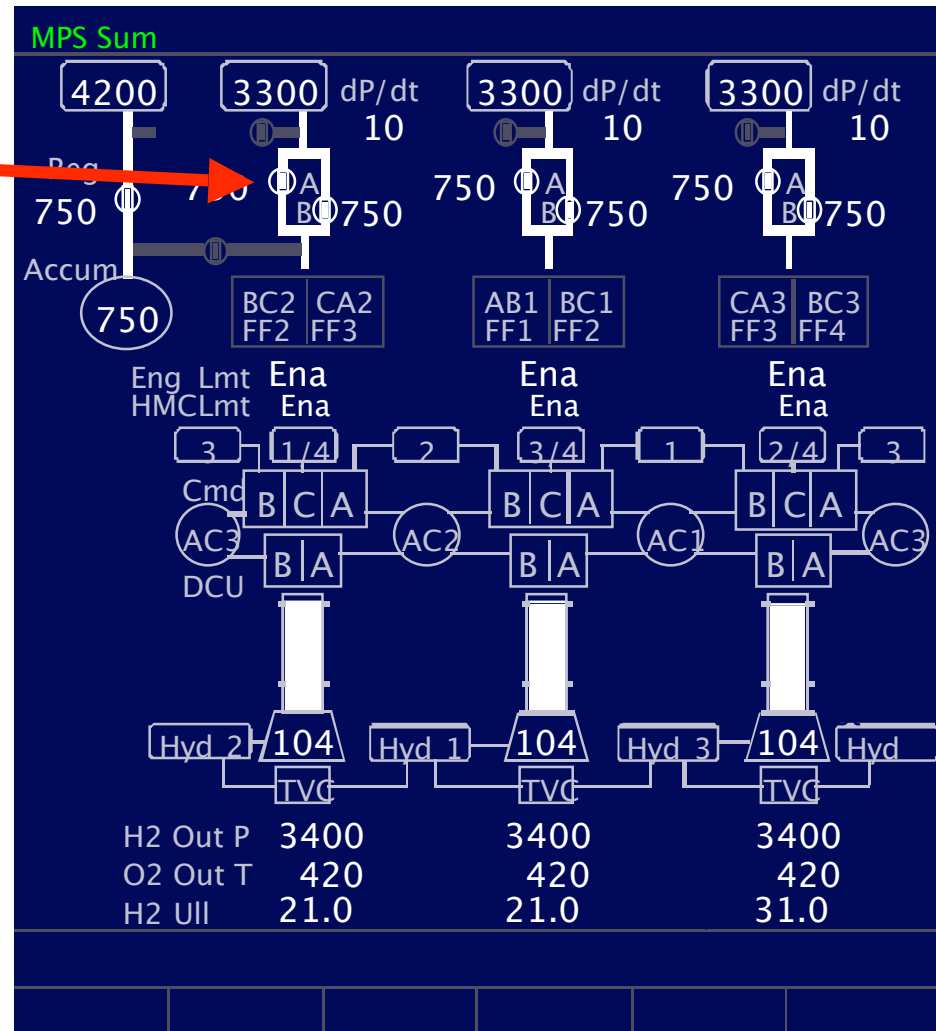 MPS Sum
4200 3300 dP/dt 3300 dP/dt 3300 dP/dt
10 10 10
Reg
750 750 A 750 A 750 A
B 750 B 750 B 750
Accum
750
BC2 CA2 AB1 BC1 CA3 BC3
FF2 FF3 FF1 FF2 FF3 FF4
Eng Lmt Ena Ena Ena
HMCLmt Ena Ena Ena
3 1/4 2 3/4 1 2/4 3
Cmd B C A B C A B C A
AC3 AC2 AC1 AC3
B A B A B A
DCU
Hyd 2 104 Hyd 1 104 Hyd 3 104 Hyd
TVC TVC TVC
H2 Out P 3400 3400 3400
O2 Out T 420 420 420
H2 Ull 21.0 21.0 31.0